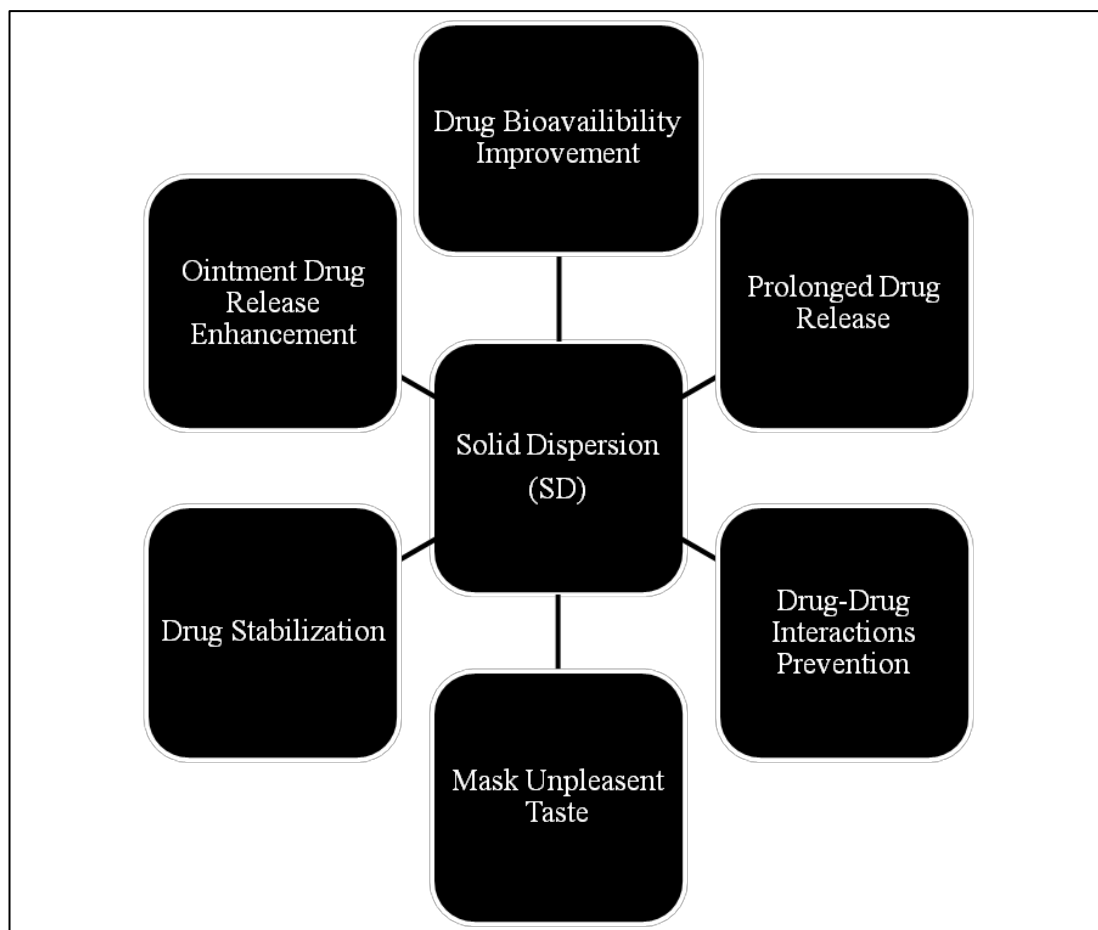 Drug Bioavailibility
Improvement
Ointment Drug
Release
Enhancement
Prolonged Drug
Release
Solid Dispersion
(SD)
Drug Stabilization
Drug-Drug
Interactions
Prevention
Mask Unpleasent
Taste